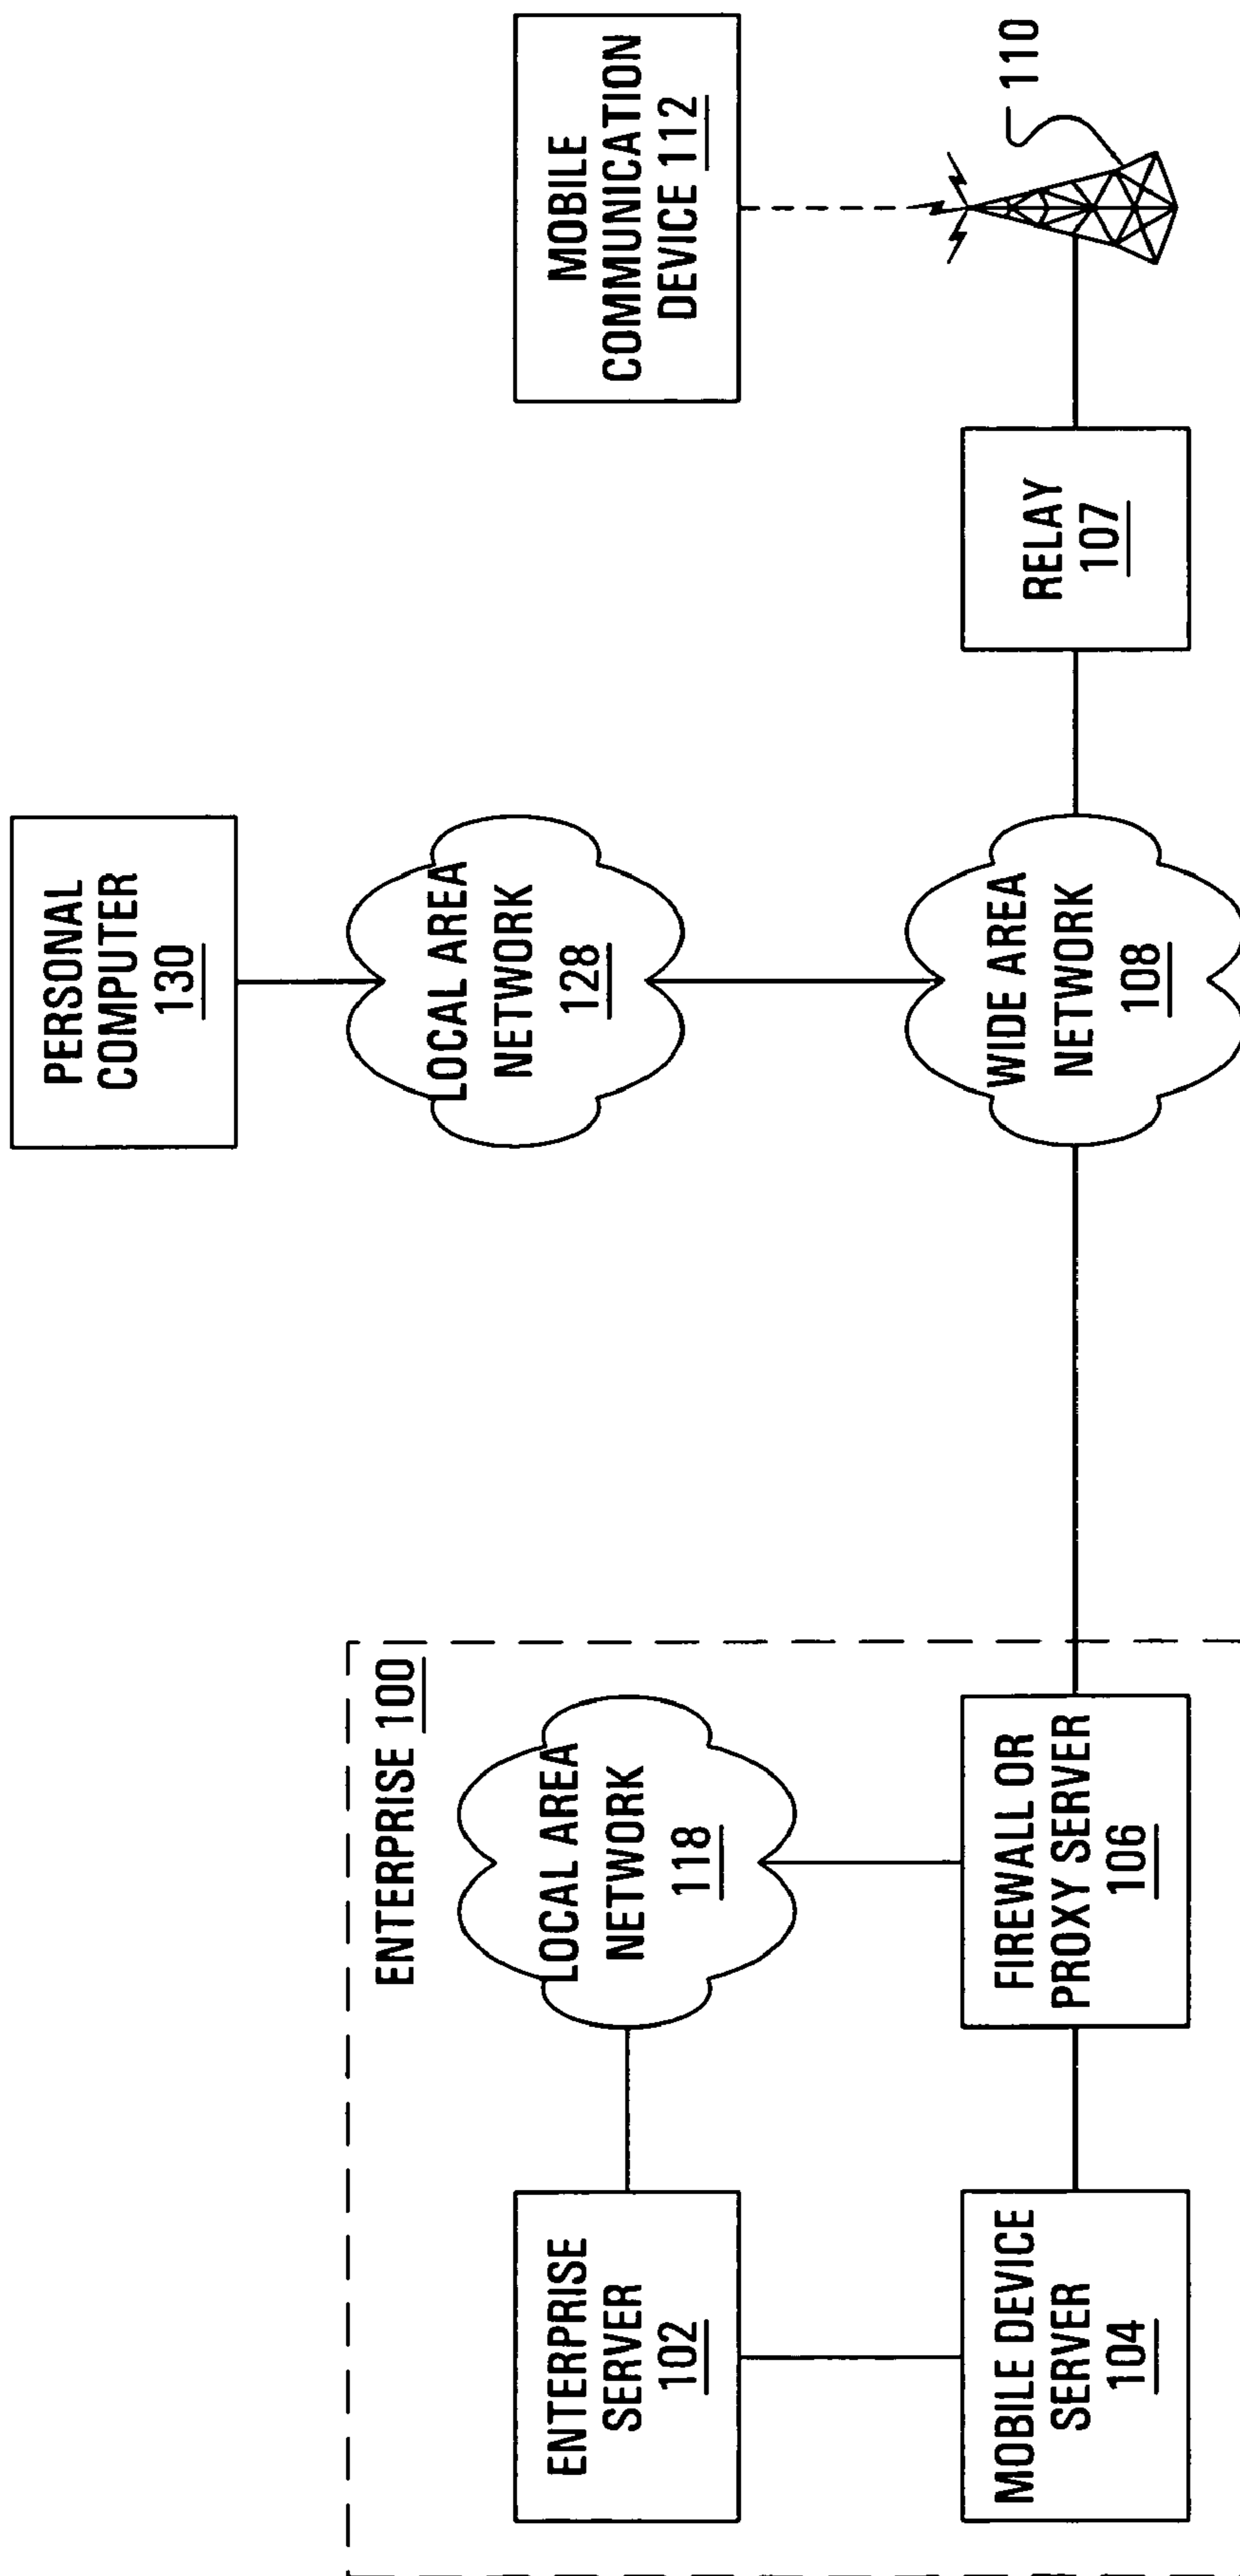 PERSONAL
COMPUTER
130
MOBILE
COMMUNICATION
DEVICE 112
LOCAL AREA
NETWORK
128
ENTERPRISE 100
ENTERPRISE
SERVER
102
LOCAL AREA
NETWORK
118
110
MOBILE DEVICE
SERVER
104
FIREWALL OR
PROXY SERVER
106
WIDE AREA
NETWORK
108
RELAY
107